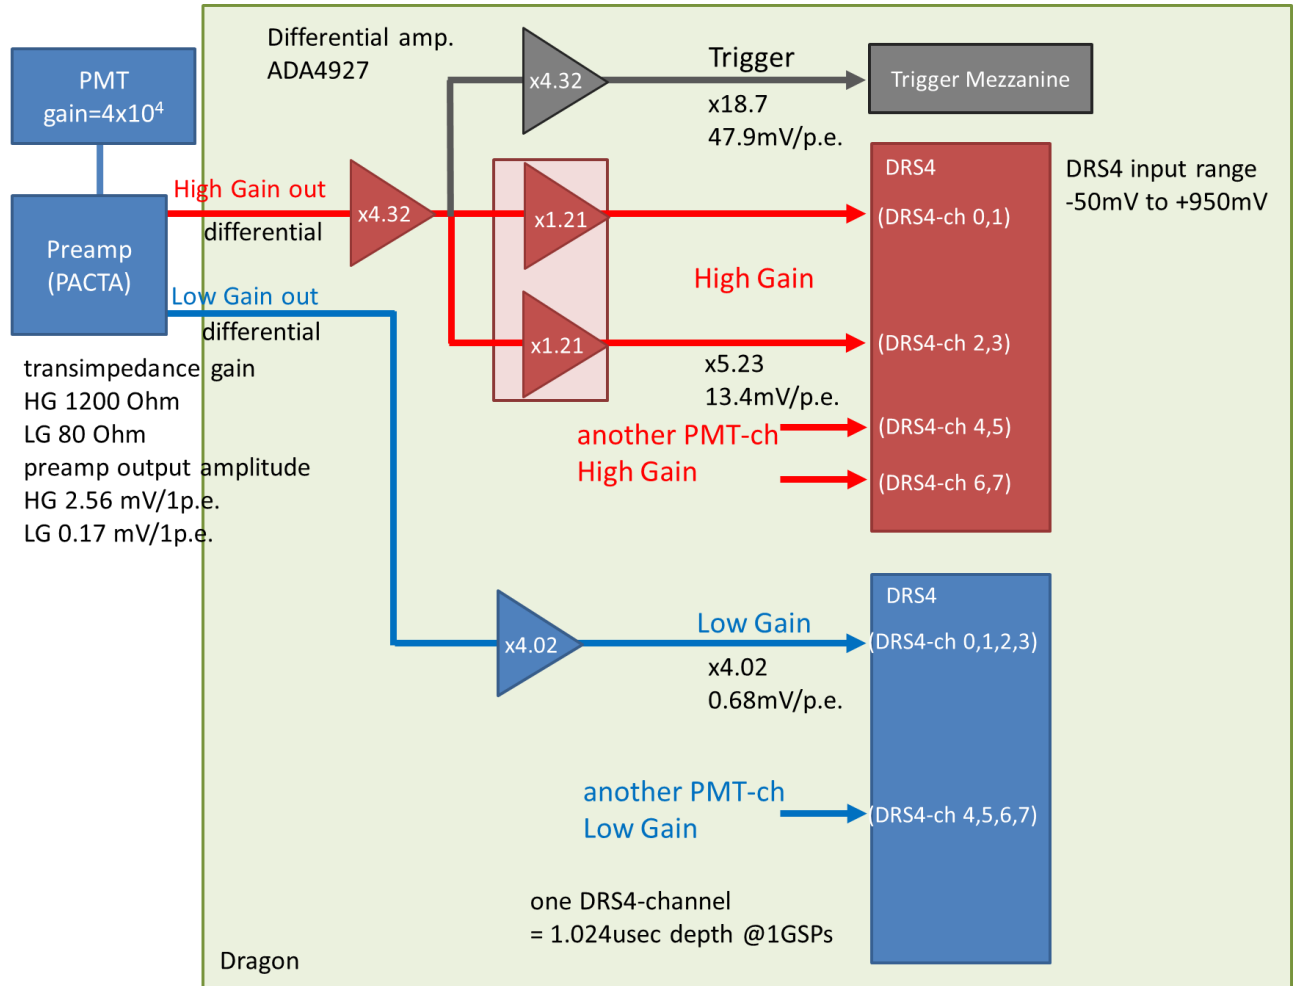 Differential amp.
ADA4927
PMT
gain=4x10⁴
x4.32
Trigger
x18.7
47.9mV/p.e.
Trigger Mezzanine
High Gain out
differential
x4.32
x1.21
DRS4
(DRS4-ch 0,1)
DRS4 input range
-50mV to +950mV
Preamp
(PACTA)
Low Gain out
differential
High Gain
x1.21
(DRS4-ch 2,3)
x5.23
13.4mV/p.e.
transimpedance gain
HG 1200 Ohm
LG 80 Ohm
preamp output amplitude
HG 2.56 mV/1p.e.
LG 0.17 mV/1p.e.
another PMT-ch
High Gain
(DRS4-ch 4,5)
(DRS4-ch 6,7)
DRS4
x4.02
Low Gain
x4.02
0.68mV/p.e.
(DRS4-ch 0,1,2,3)
another PMT-ch
Low Gain
(DRS4-ch 4,5,6,7)
one DRS4-channel
= 1.024usec depth @1GSPs
Dragon